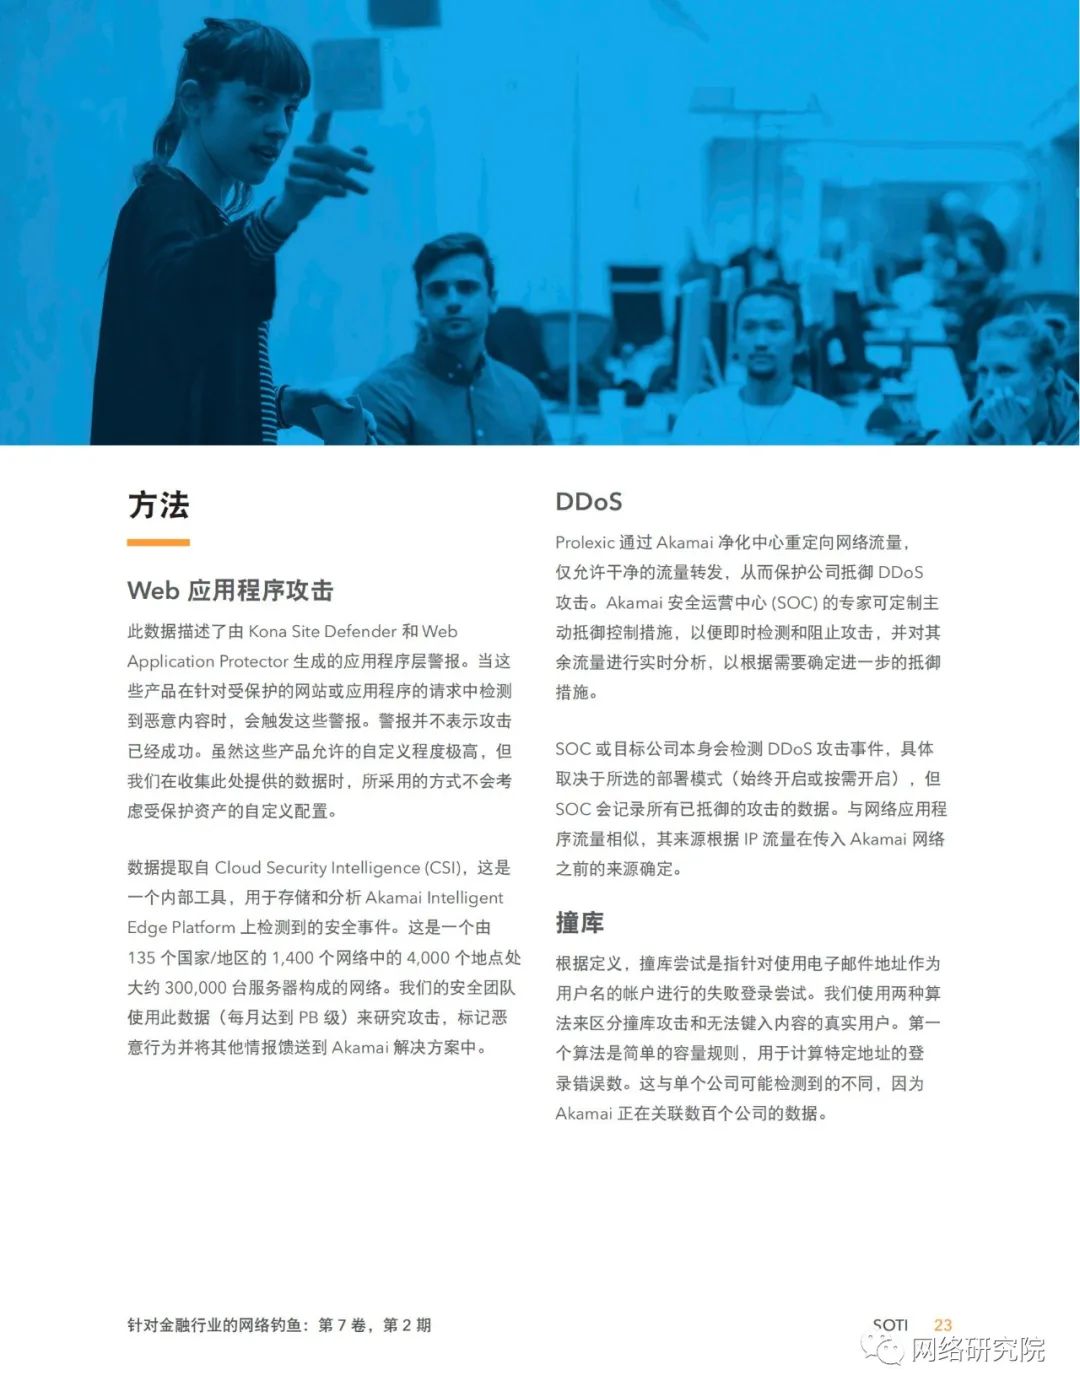 方法
Web 应用程序攻击
此数据描述了由 Kona Site Defender 和 Web
Application Protector 生成的应用程序层警报。当这
些产品在针对受保护的网站或应用程序的请求中检测
到恶意内容时，会触发这些警报。警报并不表示攻击
已经成功。虽然这些产品允许的自定义程度极高，但
我们在收集此处提供的数据时，所采用的方式不会考
虑受保护资产的自定义配置。
数据提取自 Cloud Security Intelligence (CSI)，这是
一个内部工具，用于存储和分析 Akamai Intelligent
Edge Platform 上检测到的安全事件。这是一个由
135 个国家/地区的 1,400 个网络中的 4,000 个地点处
大约 300,000 台服务器构成的网络。我们的安全团队
使用此数据（每月达到 PB 级）来研究攻击，标记恶
意行为并将其他情报馈送到 Akamai 解决方案中。
DDoS
Prolexic 通过 Akamai 净化中心重定向网络流量，
仅允许干净的流量转发，从而保护公司抵御 DDoS
攻击。Akamai 安全运营中心 (SOC) 的专家可定制主
动抵御控制措施，以便即时检测和阻止攻击，并对其
余流量进行实时分析，以根据需要确定进一步的抵御
措施。
SOC 或目标公司本身会检测 DDoS 攻击事件，具体
取决于所选的部署模式（始终开启或按需开启），但
SOC 会记录所有已抵御的攻击的数据。与网络应用程
序流量相似，其来源根据 IP 流量在传入 Akamai 网络
之前的来源确定。
撞库
根据定义，撞库尝试是指针对使用电子邮件地址作为
用户名的帐户进行的失败登录尝试。我们使用两种算
法来区分撞库攻击和无法键入内容的真实用户。第一
个算法是简单的容量规则，用于计算特定地址的登
录错误数。这与单个公司可能检测到的不同，因为
Akamai 正在关联数百个公司的数据。
针对金融行业的网络钓鱼：第 7 卷，第 2 期
SOTI 23
网络研究院